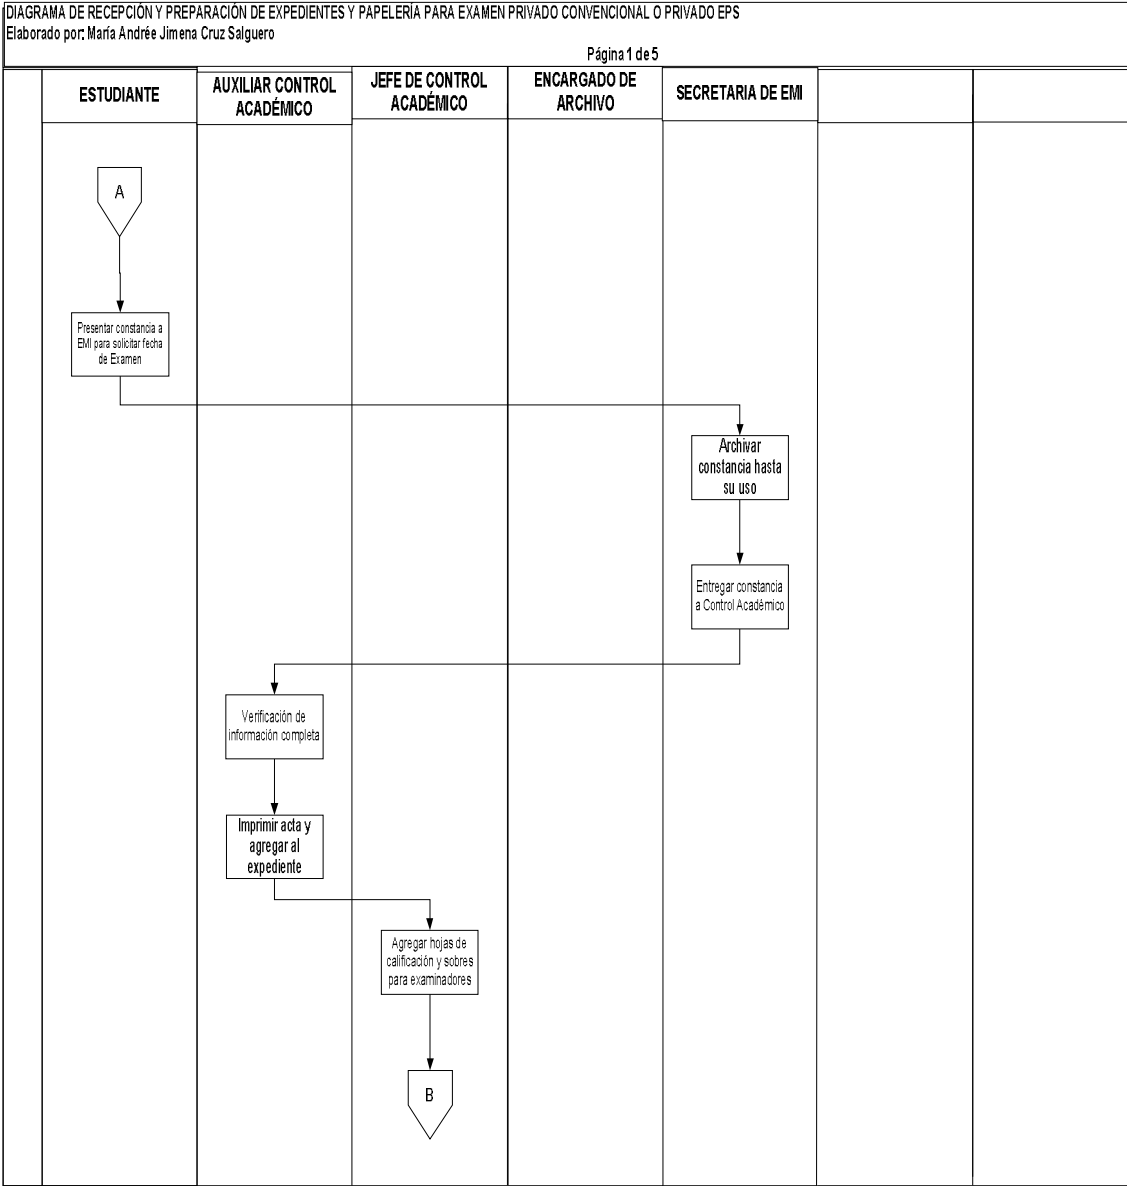 DIAGRAMA DE RECEPCIÓN Y PREPARACIÓN DE EXPEDIENTES Y PAPELERÍA PARA EXAMEN PRIVADO CONVENCIONAL O PRIVADO EPS
Elaborado por: María Andrée Jimena Cruz Salguero
Página 1 de 5
ESTUDIANTE
AUXILIAR CONTROL
ACADÉMICO
JEFE DE CONTROL
ACADÉMICO
ENCARGADO DE
ARCHIVO
SECRETARIA DE EMI
A
Presentar constancia a
EMI para solicitar fecha
de Examen
Archivar
constancia hasta
su uso
Entregar constancia
a Control Académico
Verificación de
información completa
Imprimir acta y
agregar al
expediente
Agregar hojas de
calificación y sobres
para examinadores
B